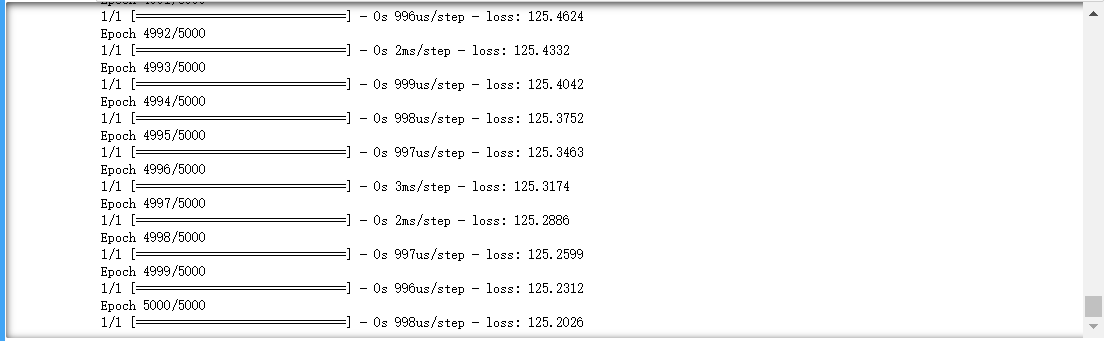 1/1 [==============================] - 0s 996us/step - loss: 125.4624
Epoch 4992/5000
1/1 [==============================] - 0s 2ms/step - loss: 125.4332
Epoch 4993/5000
1/1 [==============================] - 0s 999us/step - loss: 125.4042
Epoch 4994/5000
1/1 [==============================] - 0s 998us/step - loss: 125.3752
Epoch 4995/5000
1/1 [==============================] - 0s 997us/step - loss: 125.3463
Epoch 4996/5000
1/1 [==============================] - 0s 3ms/step - loss: 125.3174
Epoch 4997/5000
1/1 [==============================] - 0s 2ms/step - loss: 125.2886
Epoch 4998/5000
1/1 [==============================] - 0s 997us/step - loss: 125.2599
Epoch 4999/5000
1/1 [==============================] - 0s 996us/step - loss: 125.2312
Epoch 5000/5000
1/1 [==============================] - 0s 998us/step - loss: 125.2026